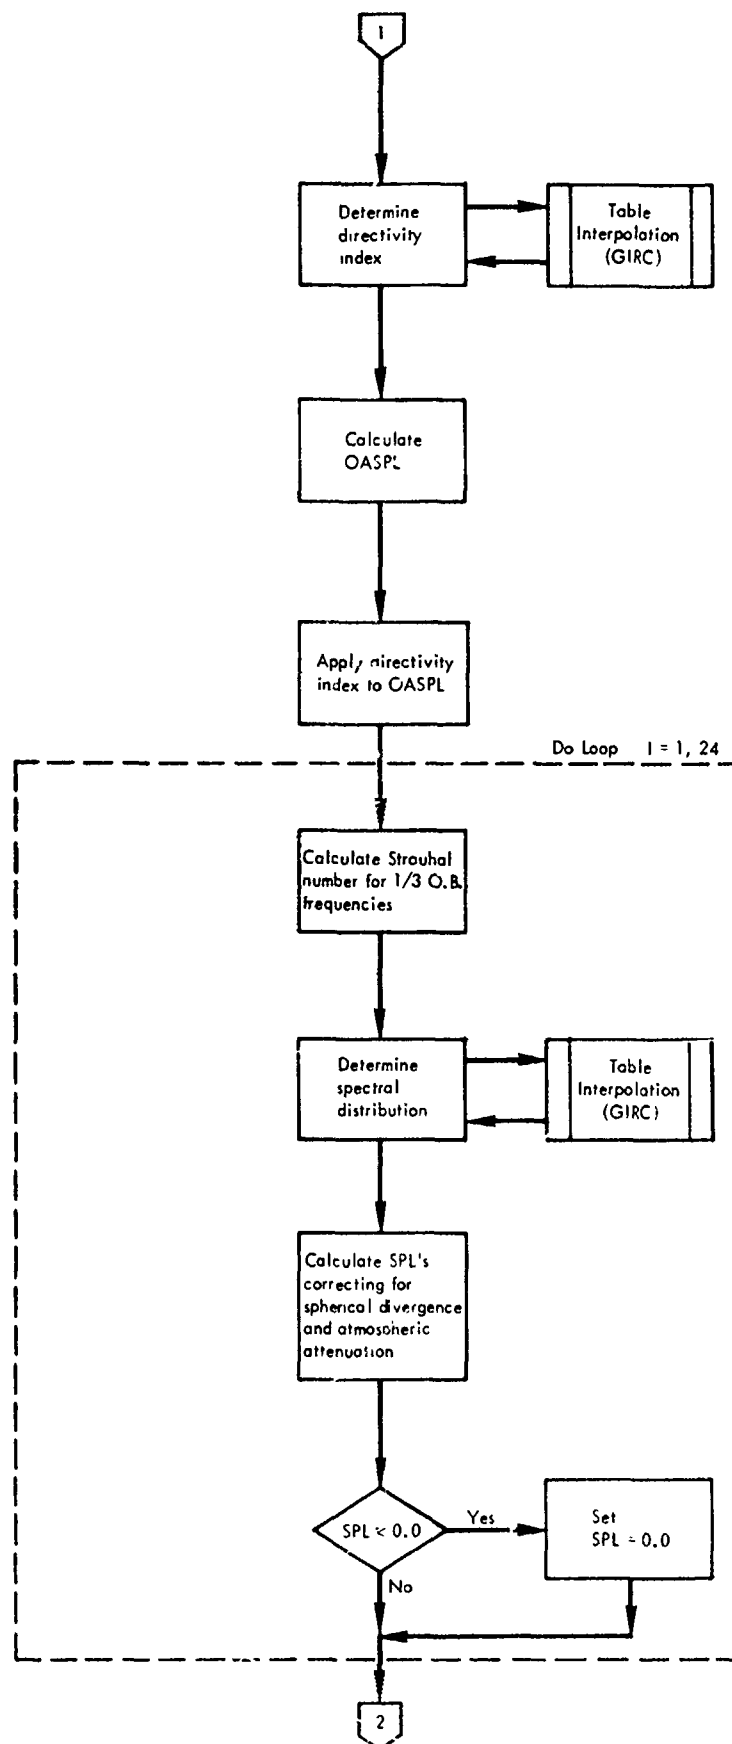 1
Determine
directivity
index
Table
Interpolation
(GIRC)
Calculate
OASPL
Apply directivity
index to OASPL
Do Loop I = 1, 24
Calculate Strouhal
number for 1/3 O.B.
frequencies
Determine
spectral
distribution
Table
Interpolation
(GIRC)
Calculate SPL's
correcting for
spherical divergence
and atmospheric
attenuation
SPL < 0.0
Yes
Set
SPL = 0.0
No
2